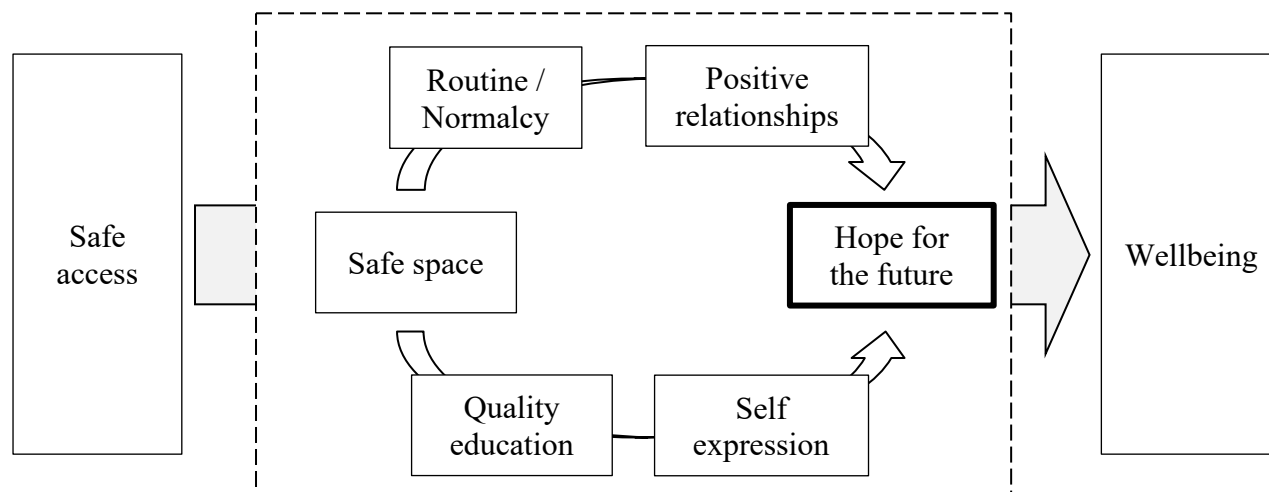 Safe
access
Routine /
Normalcy
Positive
relationships
Safe space
Hope for
the future
Quality
education
Self
expression
Wellbeing